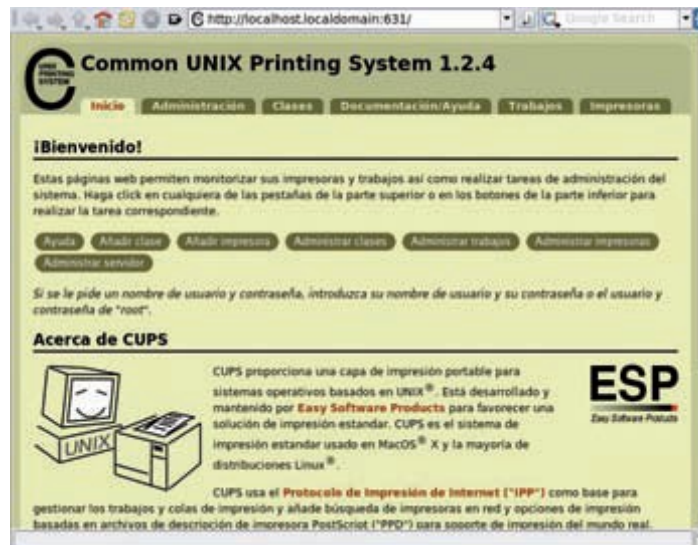 http://localhost.localdomain:631/
Google Search
UNIX
PRINTING
SYSTEM
Common UNIX Printing System 1.2.4
Inicio Administración Clases Documentación/Ayuda Trabajos Impresoras
¡Bienvenido!
Estas páginas web permiten monitorizar sus impresoras y trabajos así como realizar tareas de administración del
sistema. Haga click en cualquiera de las pestañas de la parte superior o en los botones de la parte inferior para
realizar la tarea correspondiente.
Ayuda Añadir clase Añadir impresora Administrar clases Administrar trabajos Administrar impresoras
Administrar servidor
Si se le pide un nombre de usuario y contraseña, introduzca su nombre de usuario y su contraseña o el usuario y
contraseña de "root".
Acerca de CUPS
CUPS proporciona una capa de impresión portable para
sistemas operativos basados en UNIX®. Está desarrollado y
mantenido por Easy Software Products para favorecer una
solución de impresión estandar. CUPS es el sistema de
impresión estandar usado en MacOS® X y la mayoría de
distribuciones Linux®.
UNIX
ESP
Easy Software Products
CUPS usa el Protocolo de Impresión de Internet ("IPP") como base para
gestionar los trabajos y colas de impresión y añade búsqueda de impresoras en red y opciones de impresión
basadas en archivos de descripción de impresora PostScript ("PPD") para soporte de impresión del mundo real.